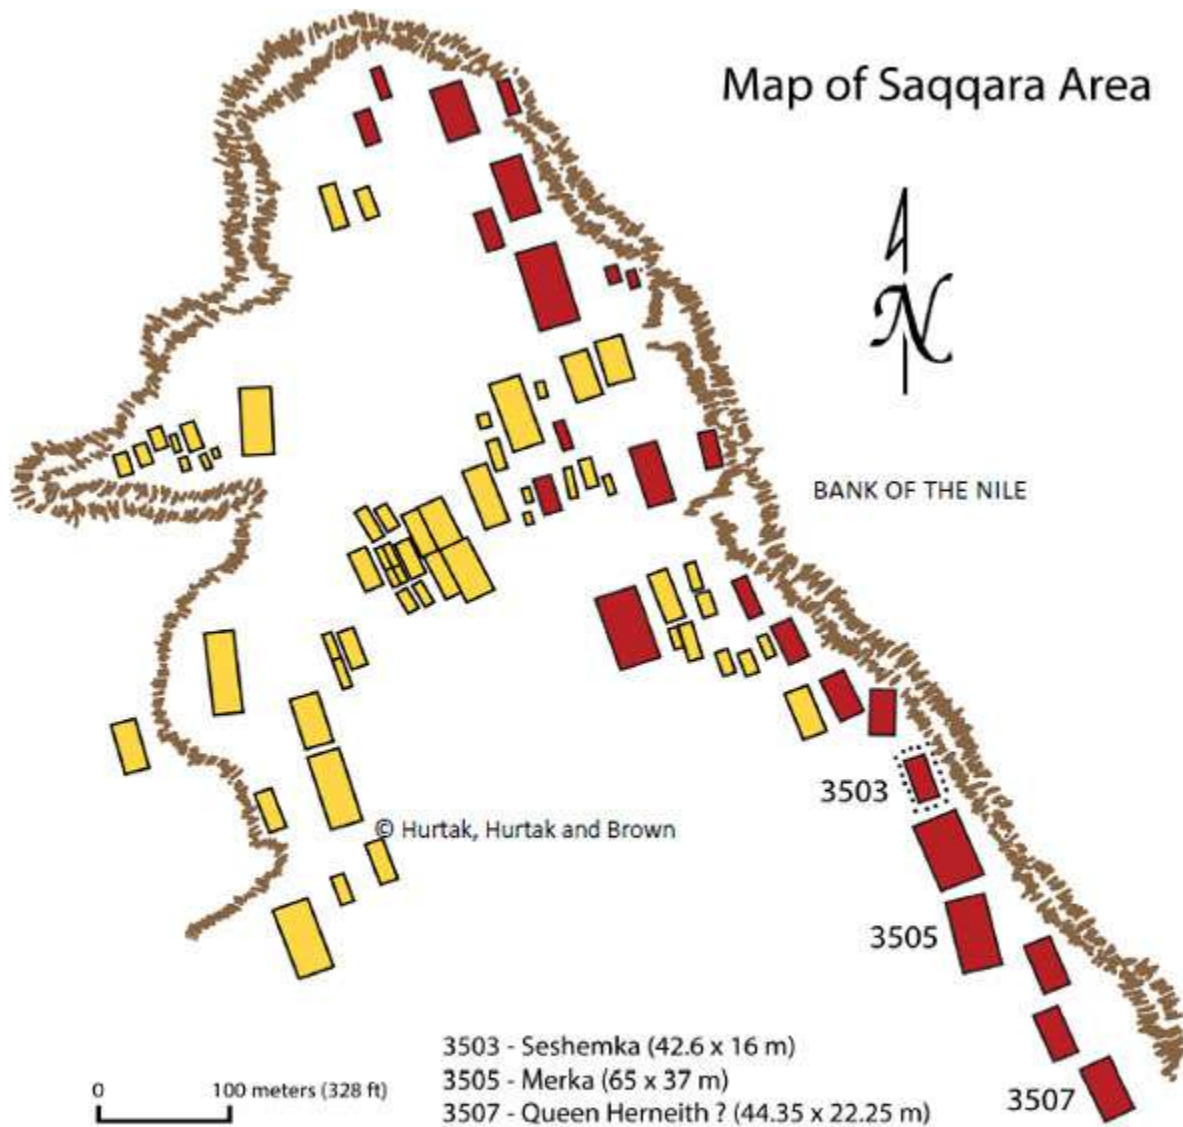 Map of Saqqara Area
N
BANK OF THE NILE
3503
© Hurtak, Hurtak and Brown
3505
3503 - Seshemka (42.6 x 16 m)
3505 - Merka (65 x 37 m)
3507 - Queen Herneith ? (44.35 x 22.25 m)
3507
0 100 meters (328 ft)